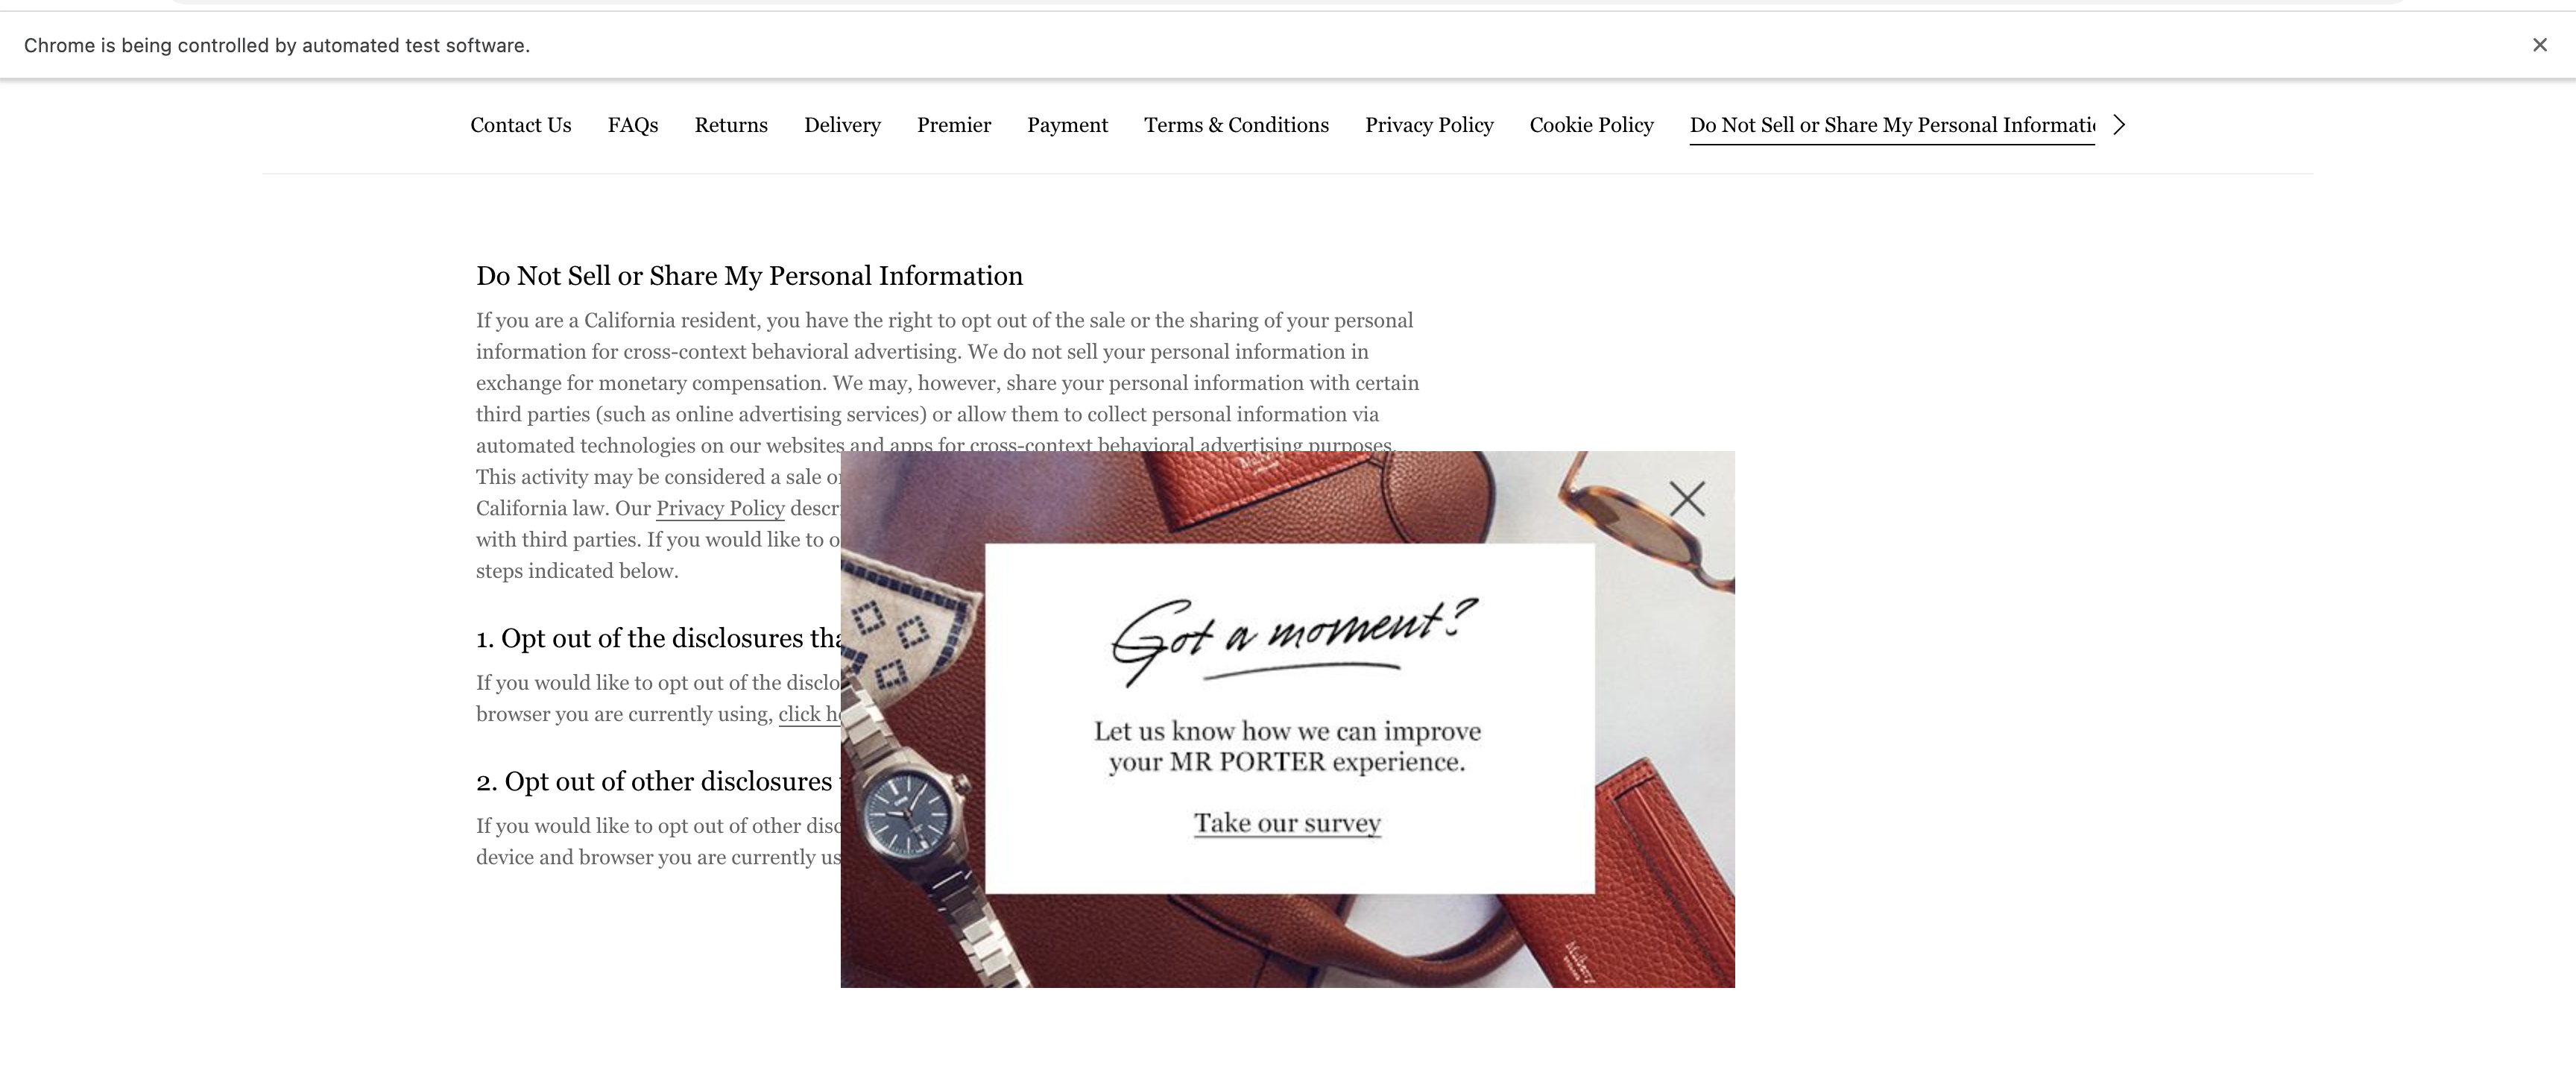 Chrome is being controlled by automated test software.
Contact Us FAQs Returns Delivery Premier Payment Terms & Conditions Privacy Policy Cookie Policy Do Not Sell or Share My Personal Informati
Do Not Sell or Share My Personal Information
If you are a California resident, you have the right to opt out of the sale or the sharing of your personal
information for cross-context behavioral advertising. We do not sell your personal information in
exchange for monetary compensation. We may, however, share your personal information with certain
third parties (such as online advertising services) or allow them to collect personal information via
automated technologies on our websites and apps for cross-context behavioral advertising purposes.
This activity may be considered a sale
California law. Our Privacy Policy descr
with third parties. If you would like to o
steps indicated below.
1. Opt out of the disclosures tha
If you would like to opt out of the disclo
browser you are currently using, click h
2. Opt out of other disclosures
If you would like to opt out of other disc
device and browser you are currently us
Got a moment?
Let us know how we can improve
your MR PORTER experience.
Take our survey
Mulberry